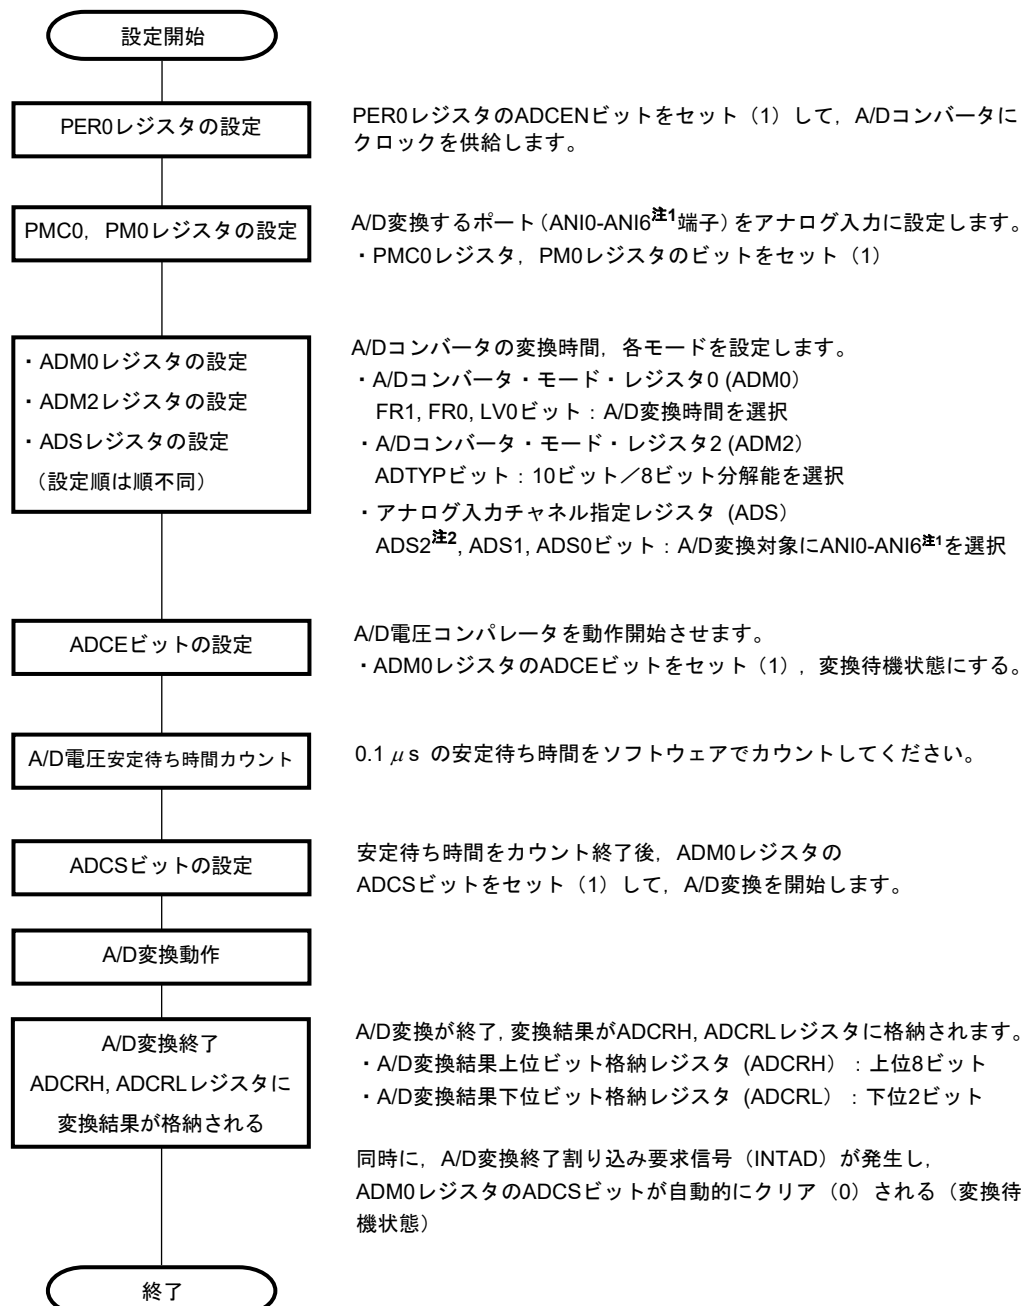 設定開始
PER0レジスタの設定
PER0レジスタのADCENビットをセット（1）して，A/Dコンバータに
クロックを供給します。
PMC0，PM0レジスタの設定
A/D変換するポート（ANI0-ANI6注1端子）をアナログ入力に設定します。
・PMC0レジスタ，PM0レジスタのビットをセット（1）
・ADM0レジスタの設定
・ADM2レジスタの設定
・ADSレジスタの設定
（設定順は順不同）
A/Dコンバータの変換時間，各モードを設定します。
・A/Dコンバータ・モード・レジスタ0 (ADM0）
FR1, FR0, LV0ビット：A/D変換時間を選択
・A/Dコンバータ・モード・レジスタ2 (ADM2）
ADTYPビット：10ビット／8ビット分解能を選択
・アナログ入力チャネル指定レジスタ (ADS）
ADS2注2, ADS1, ADS0ビット：A/D変換対象にANI0-ANI6注1を選択
ADCEビットの設定
A/D電圧コンパレータを動作開始させます。
・ADM0レジスタのADCEビットをセット（1），変換待機状態にする。
A/D電圧安定待ち時間カウント
0.1 μs の安定待ち時間をソフトウェアでカウントしてください。
ADCSビットの設定
安定待ち時間をカウント終了後，ADM0レジスタの
ADCSビットをセット（1）して，A/D変換を開始します。
A/D変換動作
A/D変換終了
ADCRH, ADCRLレジスタに
変換結果が格納される
A/D変換が終了, 変換結果がADCRH, ADCRLレジスタに格納されます。
・A/D変換結果上位ビット格納レジスタ (ADCRH）：上位8ビット
・A/D変換結果下位ビット格納レジスタ (ADCRL）：下位2ビット
同時に，A/D変換終了割り込み要求信号（INTAD）が発生し，
ADM0レジスタのADCSビットが自動的にクリア（0）される（変換待
機状態）
終了